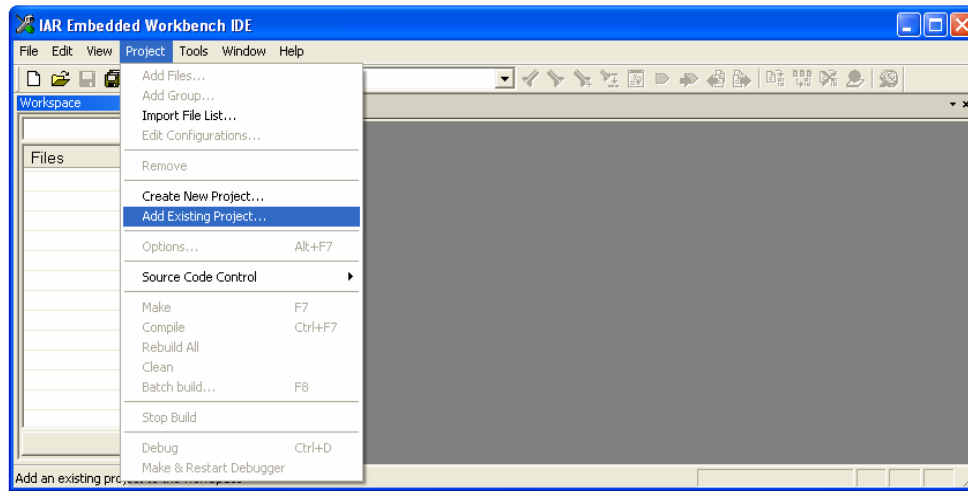 IAR Embedded Workbench IDE
File Edit View Project Tools Window Help
Workspace
Files
Add Files...
Add Group...
Import File List...
Edit Configurations...
Remove
Create New Project...
Add Existing Project...
Options... Alt+F7
Source Code Control
Make F7
Compile Ctrl+F7
Rebuild All
Clean
Batch build... F8
Stop Build
Debug Ctrl+D
Make & Restart Debugger
Add an existing